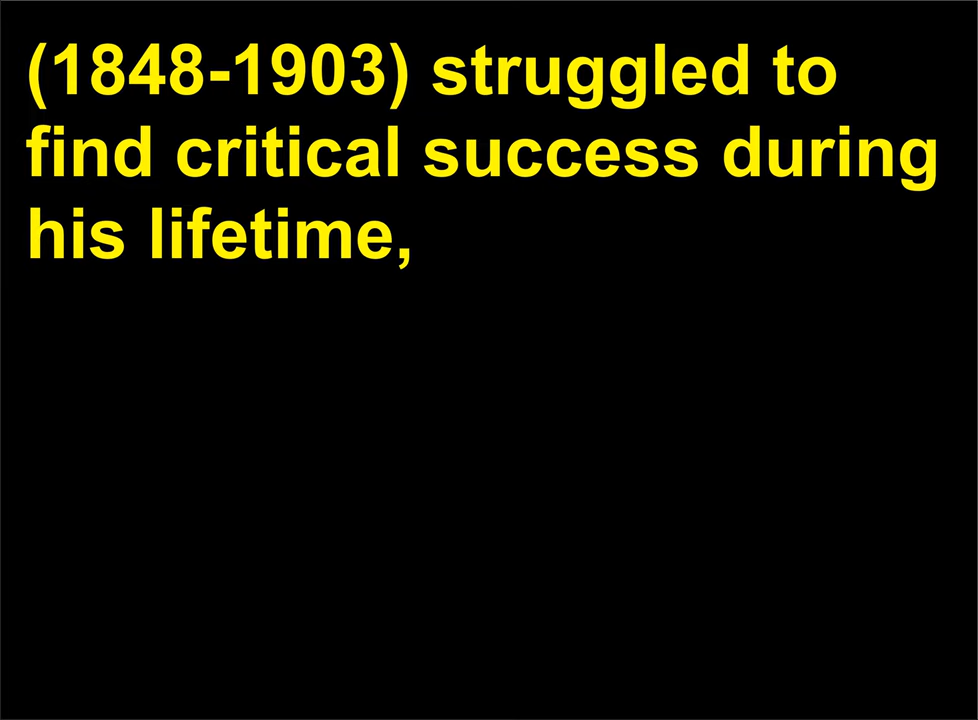 (1848-1903) struggled to
find critical success during
his lifetime,